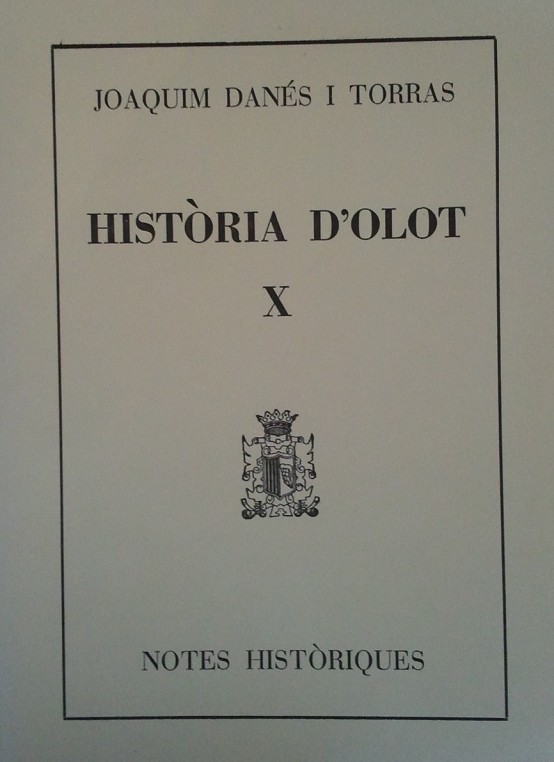 JOAQUIM DANÉS I TORRAS
HISTÒRIA D'OLOT
X
NOTES HISTÒRIQUES